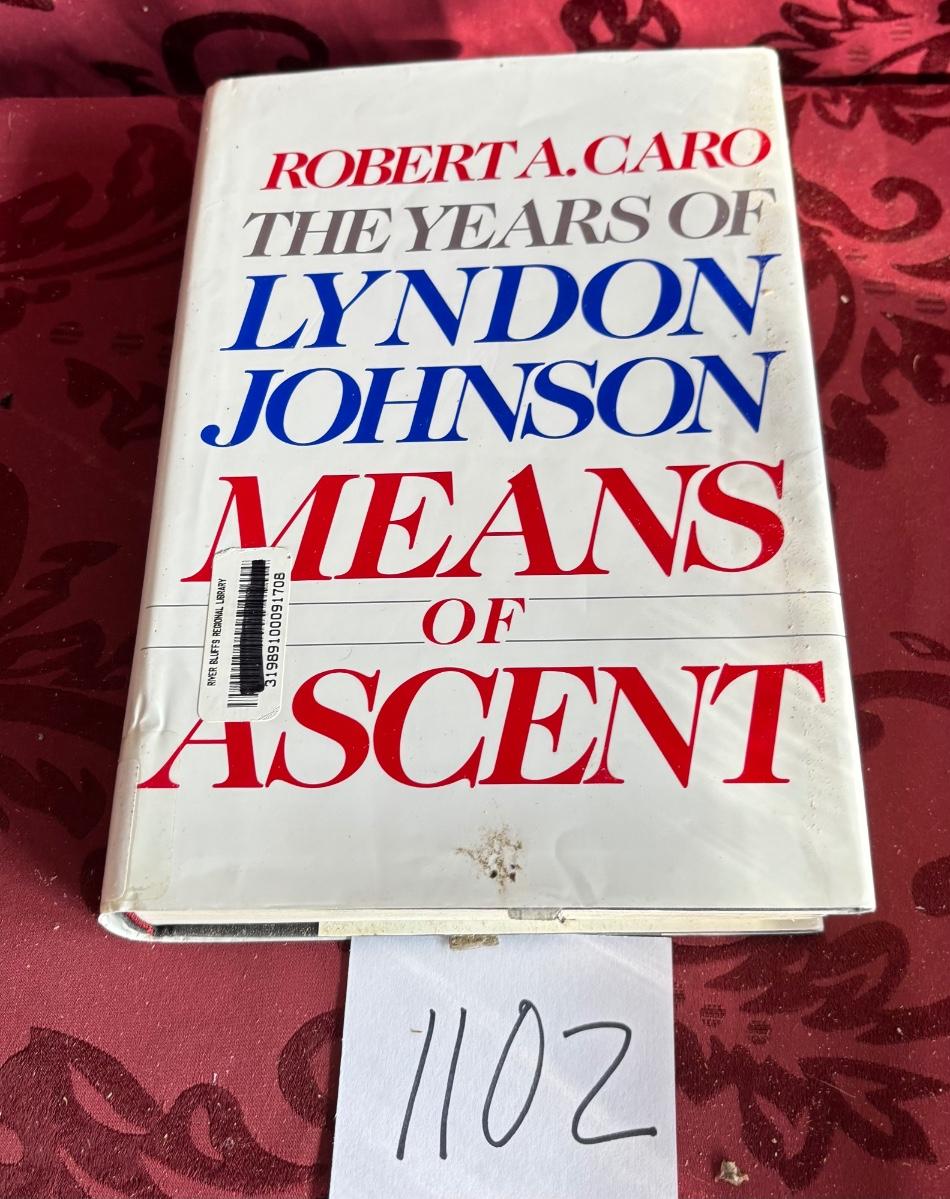 ROBERT A. CARO
THE YEARS OF
LYNDON
JOHNSON
MEANS
OF
ASCENT
RIVER BLUFFS REGIONAL LIBRARY
31989100091708
1102